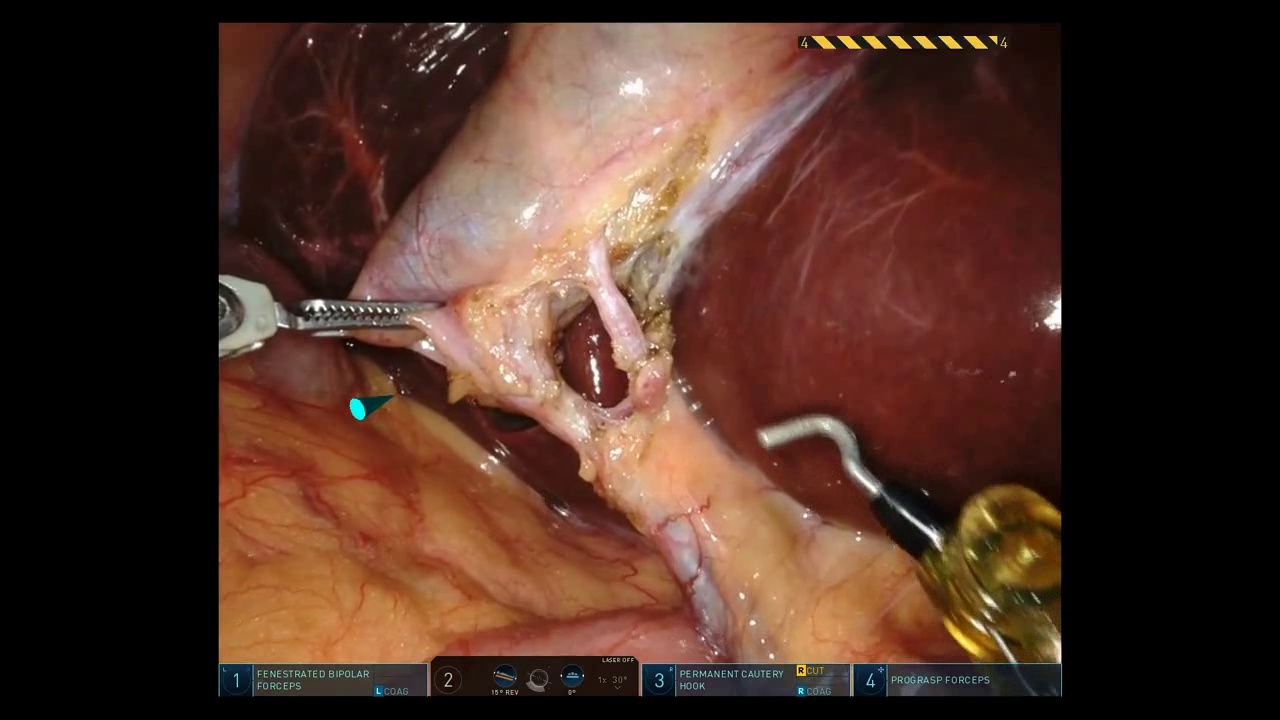 4 4
1 FENESTRATED BIPOLAR
FORCEPS
L COAG
2
LASER OFF
15° REV
0°
1x 30°
3 PERMANENT CAUTERY
HOOK
R CUT
R COAG
4 PROGRASP FORCEPS